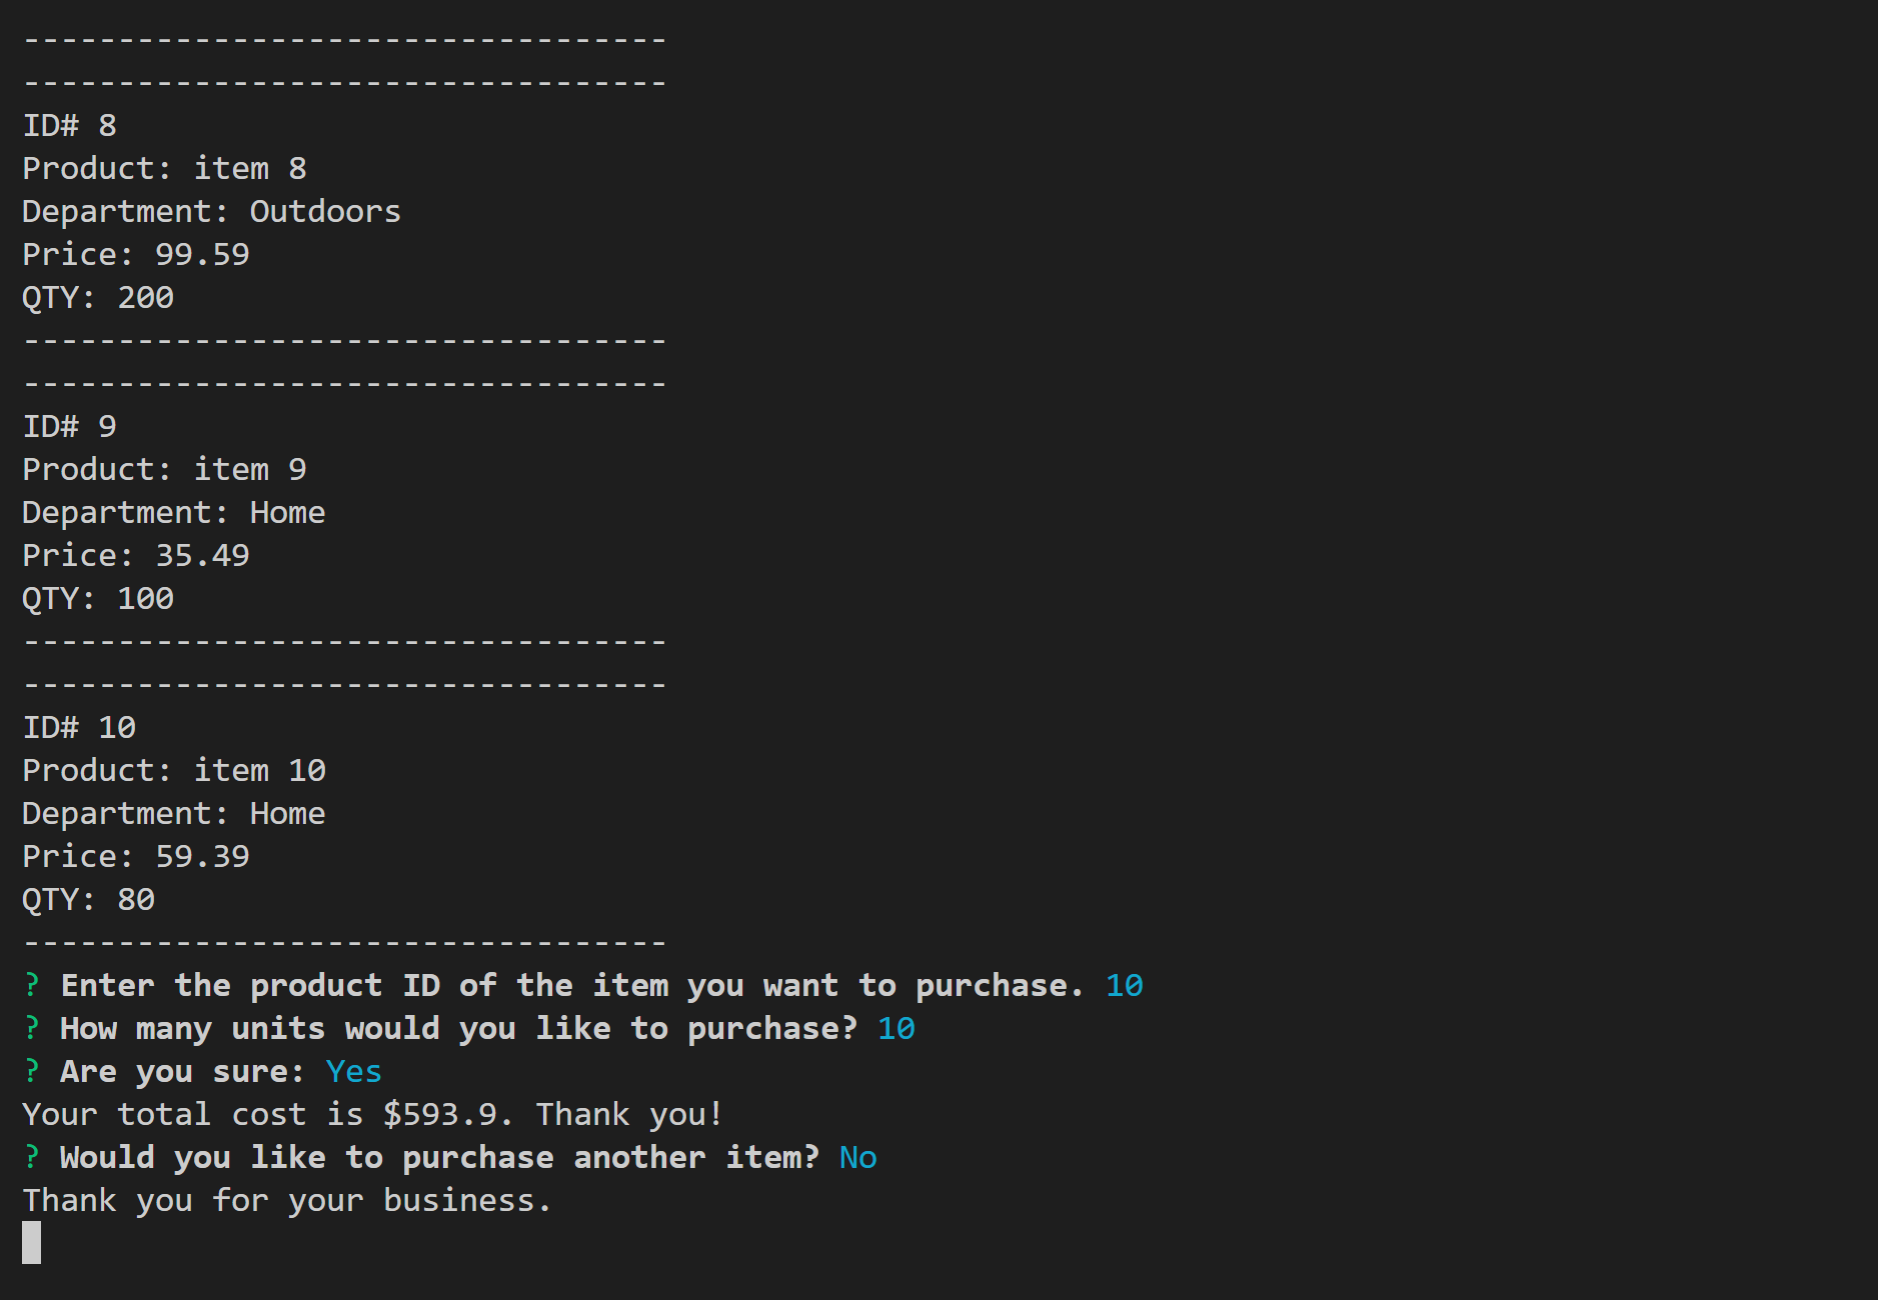 ----------------------------------
----------------------------------
ID# 8
Product: item 8
Department: Outdoors
Price: 99.59
QTY: 200
----------------------------------
----------------------------------
ID# 9
Product: item 9
Department: Home
Price: 35.49
QTY: 100
----------------------------------
----------------------------------
ID# 10
Product: item 10
Department: Home
Price: 59.39
QTY: 80
----------------------------------
? Enter the product ID of the item you want to purchase. 10
? How many units would you like to purchase? 10
? Are you sure: Yes
Your total cost is $593.9. Thank you!
? Would you like to purchase another item? No
Thank you for your business.